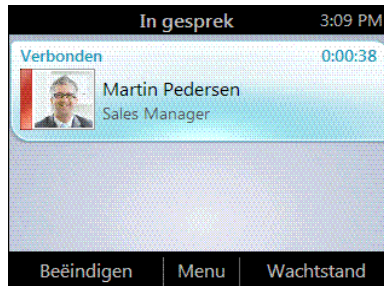 In gesprek 3:09 PM
Verbonden 0:00:38
Martin Pedersen
Sales Manager
Beëindigen Menu Wachtstand